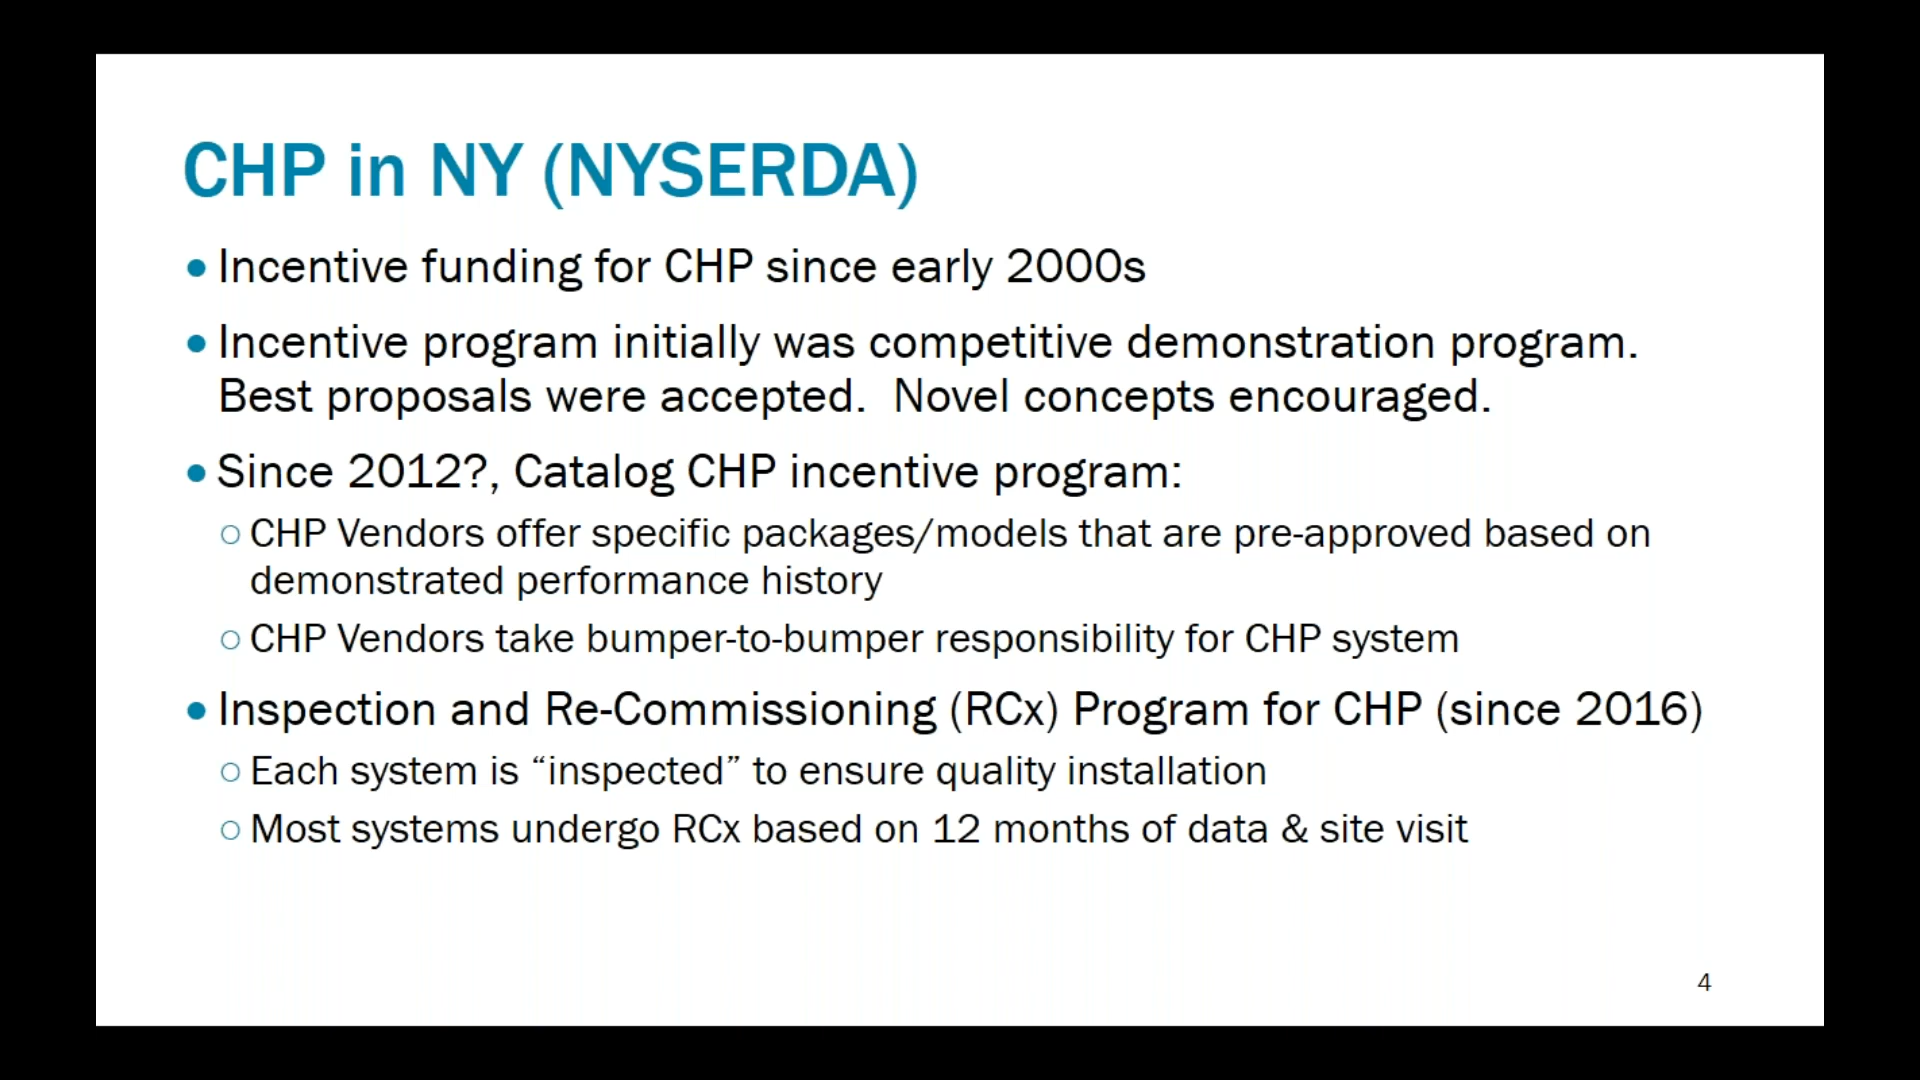 CHP in NY (NYSERDA)
• Incentive funding for CHP since early 2000s
• Incentive program initially was competitive demonstration program.
Best proposals were accepted.  Novel concepts encouraged.
• Since 2012?, Catalog CHP incentive program:
○ CHP Vendors offer specific packages/models that are pre-approved based on
demonstrated performance history
○ CHP Vendors take bumper-to-bumper responsibility for CHP system
• Inspection and Re-Commissioning (RCx) Program for CHP (since 2016)
○ Each system is “inspected” to ensure quality installation
○ Most systems undergo RCx based on 12 months of data & site visit
4